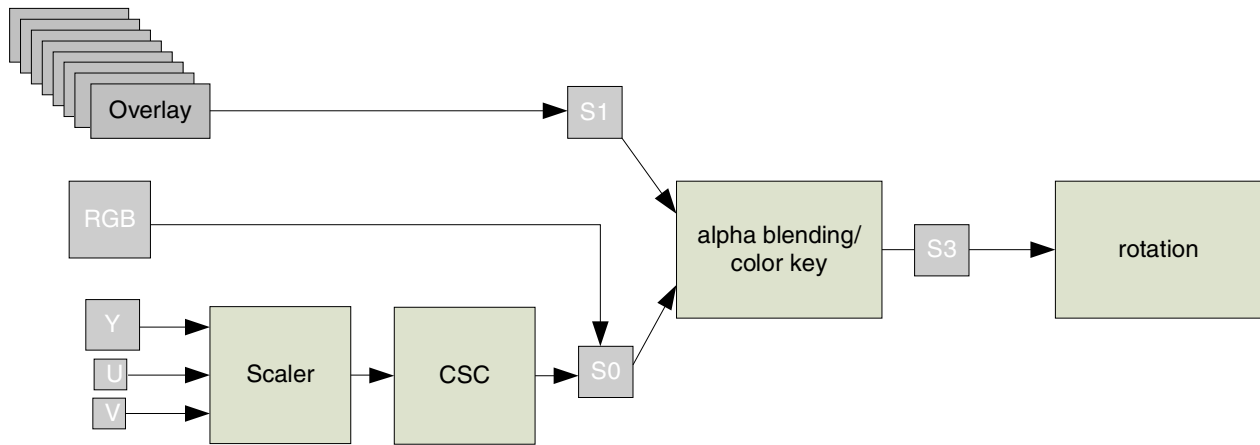 Overlay
S1
RGB
alpha blending/
color key
S3
rotation
Y
U
V
Scaler
CSC
S0